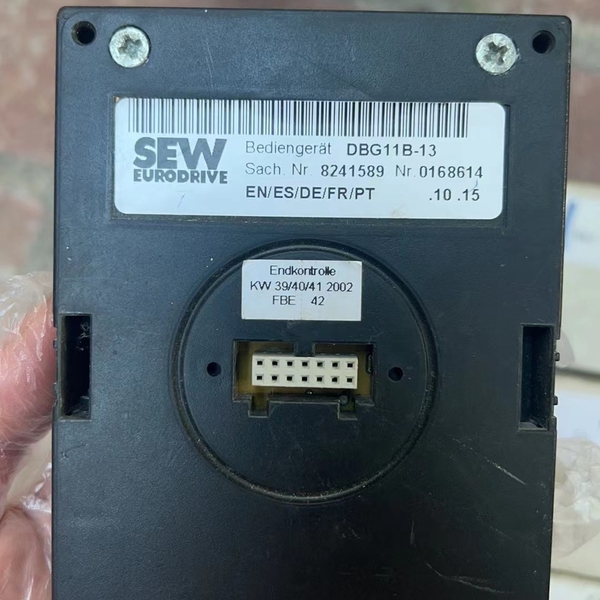 SEW
EURODRIVE
Bediengerät DBG11B-13
Sach. Nr. 8241589 Nr. 0168614
EN/ES/DE/FR/PT .10 .15
Endkontrolle
KW 39/40/41 2002
FBE 42